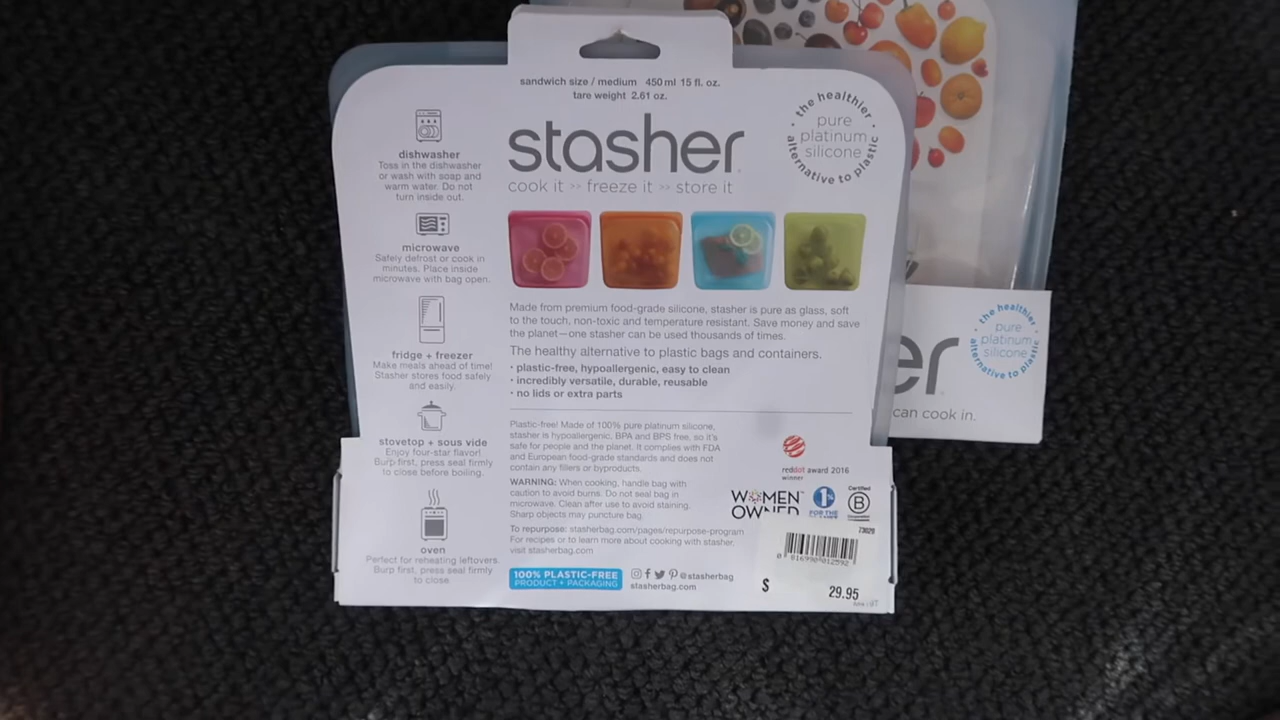 sandwich size / medium 450 ml 15 fl. oz.
tare weight 2.61 oz.
stasher
cook it >> freeze it >> store it
• the healthier •
alternative to plastic
pure
platinum
silicone
dishwasher
Toss in the dishwasher
or wash with soap and
warm water. Do not
turn inside out.
microwave
Safely defrost or cook in
minutes. Place inside
microwave with bag open.
fridge + freezer
Make meals ahead of time!
Stasher stores food safely
and easily.
stovetop + sous vide
Enjoy four-star flavor!
Burp first, press seal firmly
to close before boiling.
oven
Perfect for reheating leftovers.
Burp first, press seal firmly
to close.
Made from premium food-grade silicone, stasher is pure as glass, soft
to the touch, non-toxic and temperature resistant. Save money and save
the planet—one stasher can be used thousands of times.
The healthy alternative to plastic bags and containers.
• plastic-free, hypoallergenic, easy to clean
• incredibly versatile, durable, reusable
• no lids or extra parts
Plastic-free! Made of 100% pure platinum silicone,
stasher is hypoallergenic, BPA and BPS free, so it's
safe for people and the planet. It complies with FDA
and European food-grade standards and does not
contain any fillers or byproducts.
WARNING: When cooking, handle bag with
caution to avoid burns. Do not seal bag in
microwave. Clean after use to avoid staining.
Sharp objects may puncture bag.
To repurpose: stasherbag.com/pages/repurpose-program
For recipes or to learn more about cooking with stasher,
visit stasherbag.com
100% PLASTIC-FREE
PRODUCT + PACKAGING
@stasherbag
stasherbag.com
reddot award 2016
winner
WOMEN
OWNED
1%
FOR THE
Certified
B
Corporation
73029
0 816990 012592
$ 29.95
er
can cook in.
• the healthier •
alternative to plastic
pure
platinum
silicone